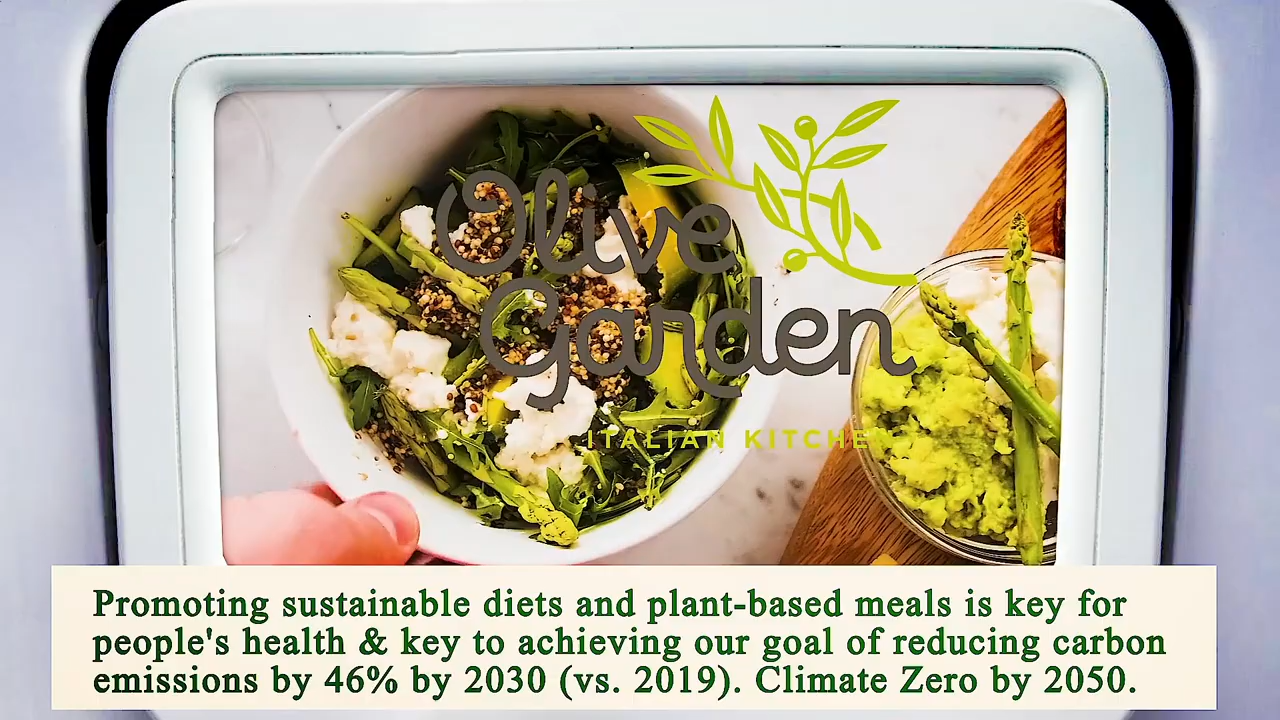 Olive
Garden
ITALIAN KITCHEN
Promoting sustainable diets and plant-based meals is key for
people's health & key to achieving our goal of reducing carbon
emissions by 46% by 2030 (vs. 2019). Climate Zero by 2050.